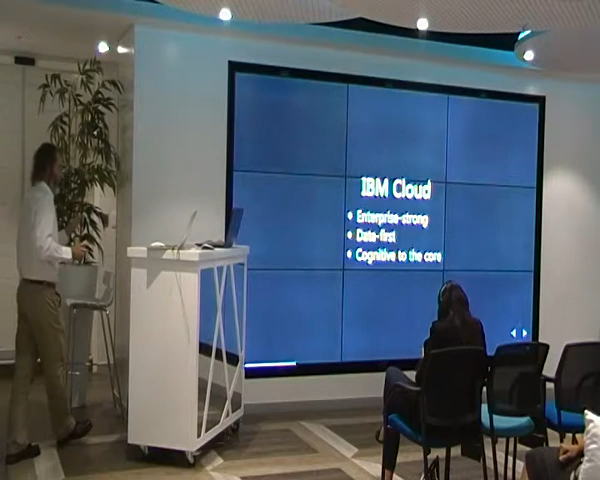 IBM Cloud
• Enterprise-strong
• Data-first
• Cognitive to the core